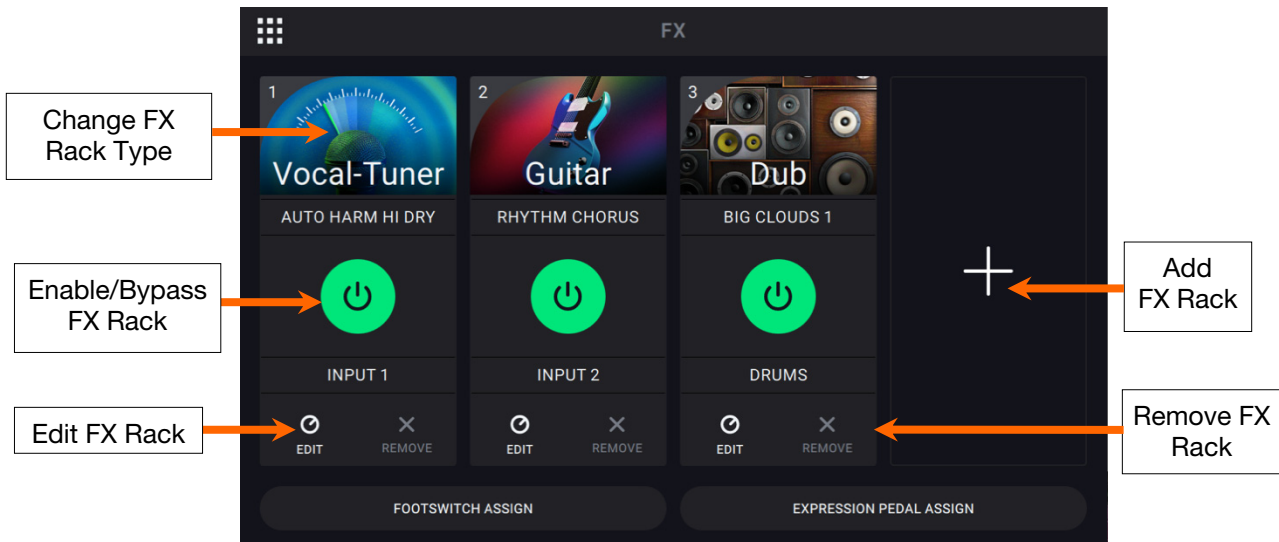 FX
1
2
3
Change FX
Rack Type
Vocal-Tuner
Guitar
Dub
AUTO HARM HI DRY
RHYTHM CHORUS
BIG CLOUDS 1
Enable/Bypass
FX Rack
Add
FX Rack
INPUT 1
INPUT 2
DRUMS
Edit FX Rack
EDIT
REMOVE
EDIT
REMOVE
EDIT
REMOVE
Remove FX
Rack
FOOTSWITCH ASSIGN
EXPRESSION PEDAL ASSIGN